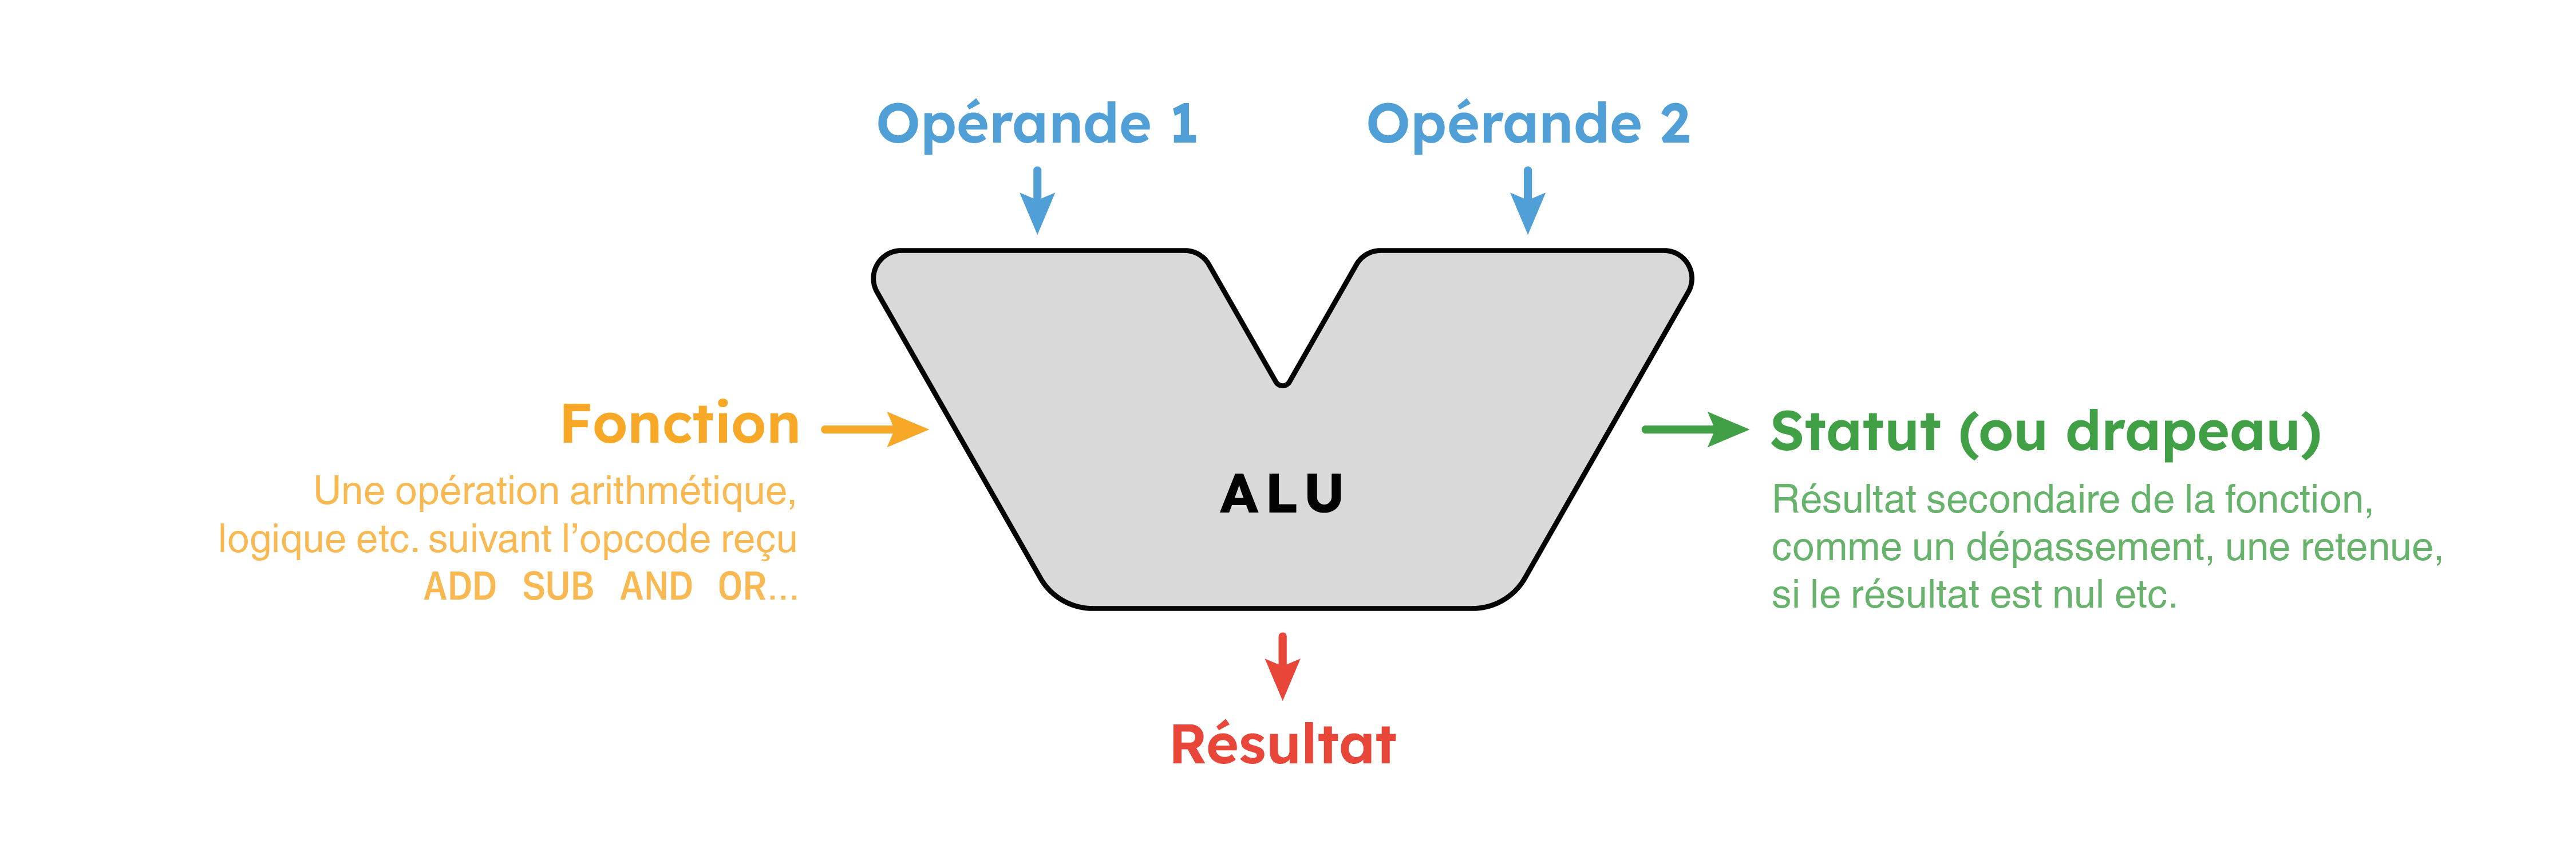 Opérande 1
Opérande 2
Fonction
Une opération arithmétique,
logique etc. suivant l’opcode reçu
ADD SUB AND OR...
ALU
Statut (ou drapeau)
Résultat secondaire de la fonction,
comme un dépassement, une retenue,
si le résultat est nul etc.
Résultat